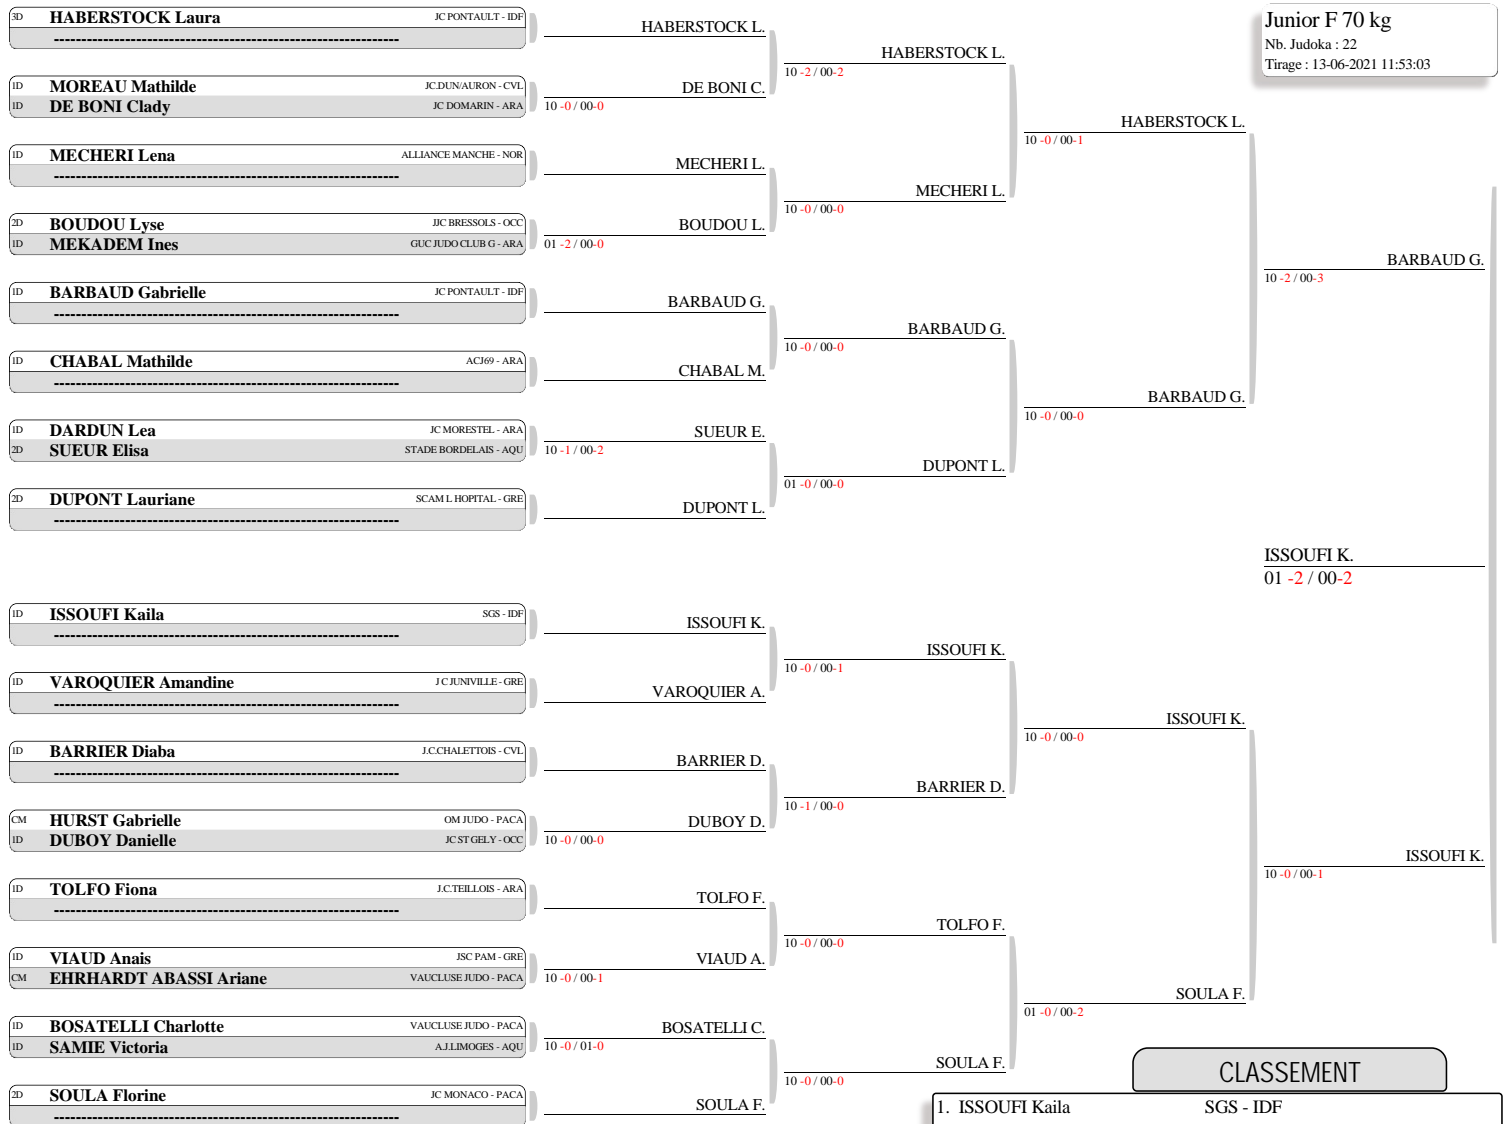 Junior F 70 kg
Nb. Judoka : 22
Tirage : 13-06-2021 11:53:03
3D HABERSTOCK Laura JC PONTAULT - IDF
------------------------------------------------------------------
1D MOREAU Mathilde JC.DUN/AURON - CVL
1D DE BONI Clady JC DOMARIN - ARA
1D MECHERI Lena ALLIANCE MANCHE - NOR
------------------------------------------------------------------
2D BOUDOU Lyse JJC BRESSOLS - OCC
1D MEKADEM Ines GUC JUDO CLUB G - ARA
1D BARBAUD Gabrielle JC PONTAULT - IDF
------------------------------------------------------------------
1D CHABAL Mathilde ACJ69 - ARA
------------------------------------------------------------------
1D DARDUN Lea JC MORESTEL - ARA
2D SUEUR Elisa STADE BORDELAIS - AQU
2D DUPONT Lauriane SCAM L HOPITAL - GRE
------------------------------------------------------------------
1D ISSOUFI Kaila SGS - IDF
------------------------------------------------------------------
1D VAROQUIER Amandine J C JUNIVILLE - GRE
------------------------------------------------------------------
1D BARRIER Diaba J.C.CHALETTOIS - CVL
------------------------------------------------------------------
CM HURST Gabrielle OM JUDO - PACA
1D DUBOY Danielle JC ST GELY - OCC
1D TOLFO Fiona J.C.TEILLOIS - ARA
------------------------------------------------------------------
1D VIAUD Anais JSC PAM - GRE
CM EHRHARDT ABASSI Ariane VAUCLUSE JUDO - PACA
1D BOSATELLI Charlotte VAUCLUSE JUDO - PACA
1D SAMIE Victoria A.J.LIMOGES - AQU
2D SOULA Florine JC MONACO - PACA
------------------------------------------------------------------
HABERSTOCK L.
DE BONI C.
10 -0 / 00-0
MECHERI L.
BOUDOU L.
01 -2 / 00-0
BARBAUD G.
CHABAL M.
SUEUR E.
10 -1 / 00-2
DUPONT L.
ISSOUFI K.
VAROQUIER A.
BARRIER D.
DUBOY D.
10 -0 / 00-0
TOLFO F.
VIAUD A.
10 -0 / 00-1
BOSATELLI C.
10 -0 / 01-0
SOULA F.
HABERSTOCK L.
10 -2 / 00-2
MECHERI L.
10 -0 / 00-0
BARBAUD G.
10 -0 / 00-0
DUPONT L.
01 -0 / 00-0
ISSOUFI K.
10 -0 / 00-1
BARRIER D.
10 -1 / 00-0
TOLFO F.
10 -0 / 00-0
SOULA F.
10 -0 / 00-0
HABERSTOCK L.
10 -0 / 00-1
BARBAUD G.
10 -0 / 00-0
ISSOUFI K.
10 -0 / 00-0
SOULA F.
01 -0 / 00-2
BARBAUD G.
10 -2 / 00-3
ISSOUFI K.
10 -0 / 00-1
ISSOUFI K.
01 -2 / 00-2
CLASSEMENT
1. ISSOUFI Kaila SGS - IDF